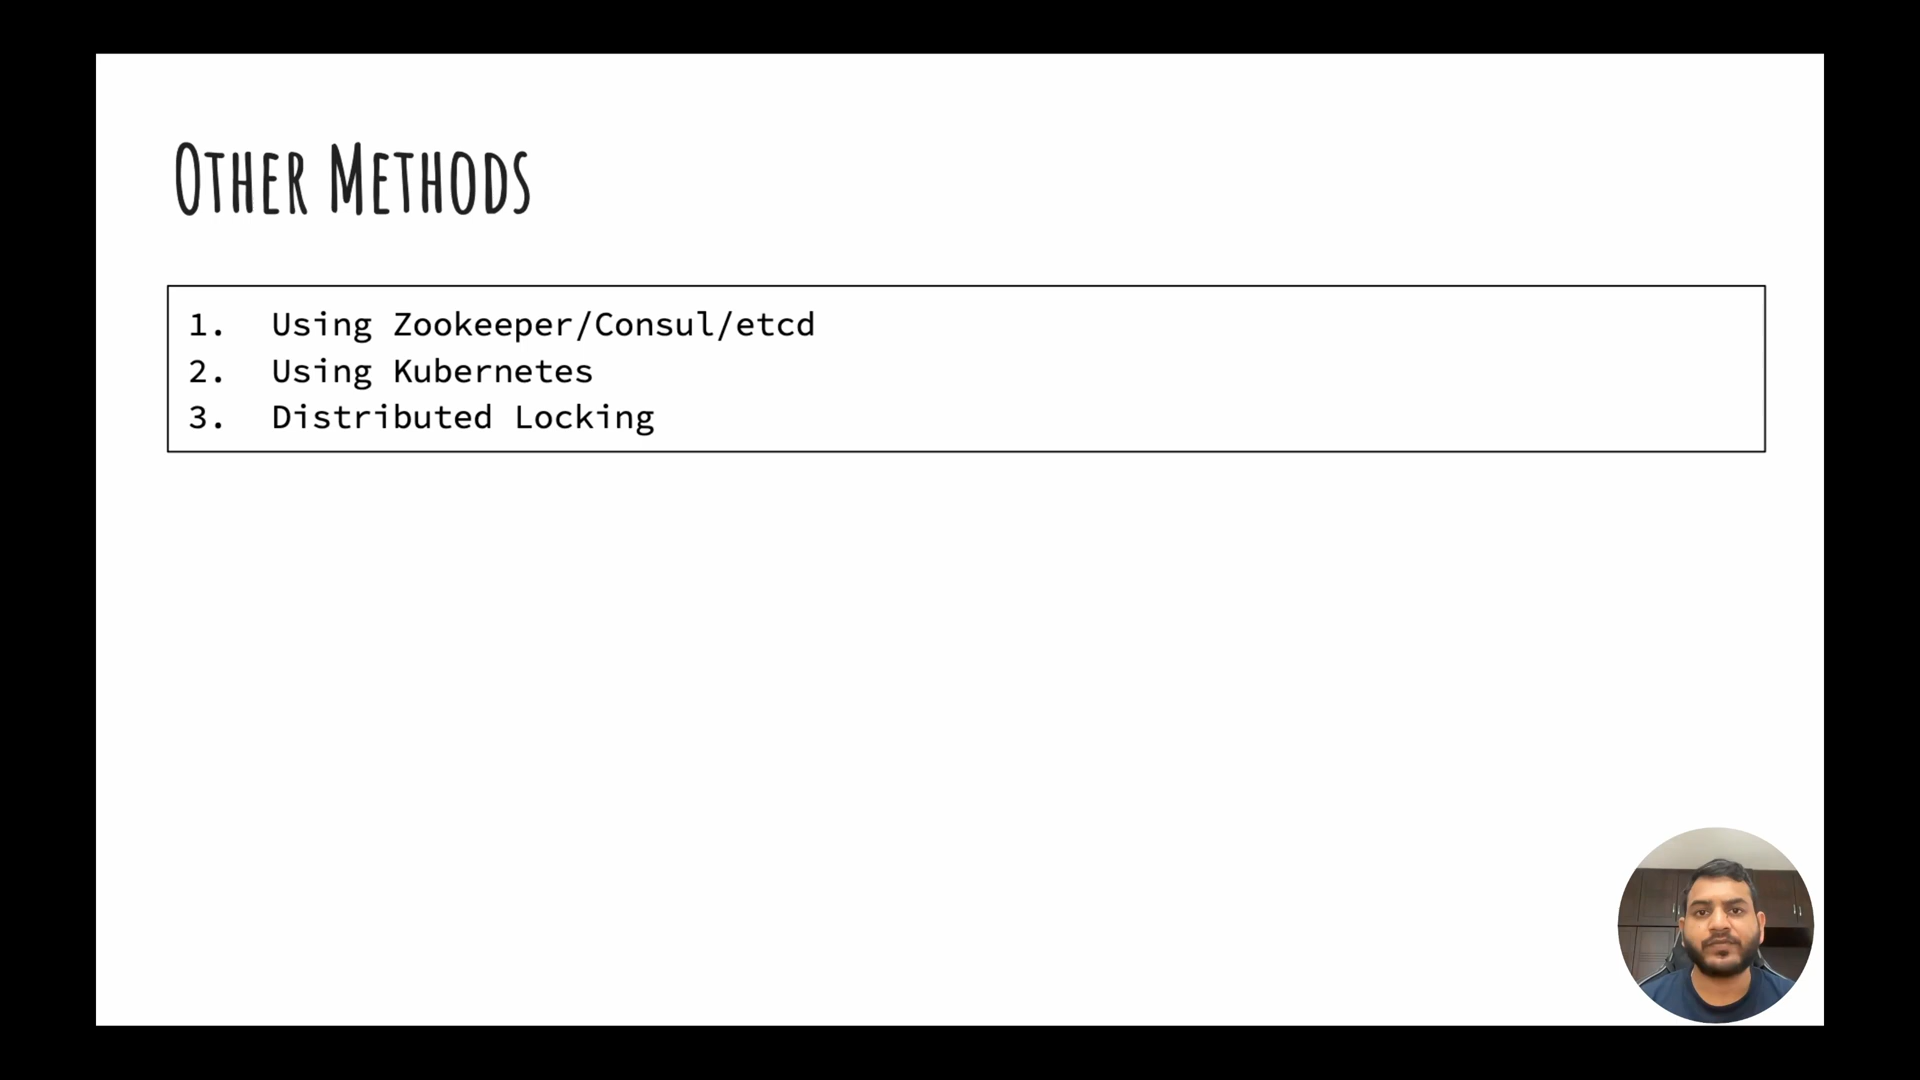 Other Methods
1. Using Zookeeper/Consul/etcd
2. Using Kubernetes
3. Distributed Locking